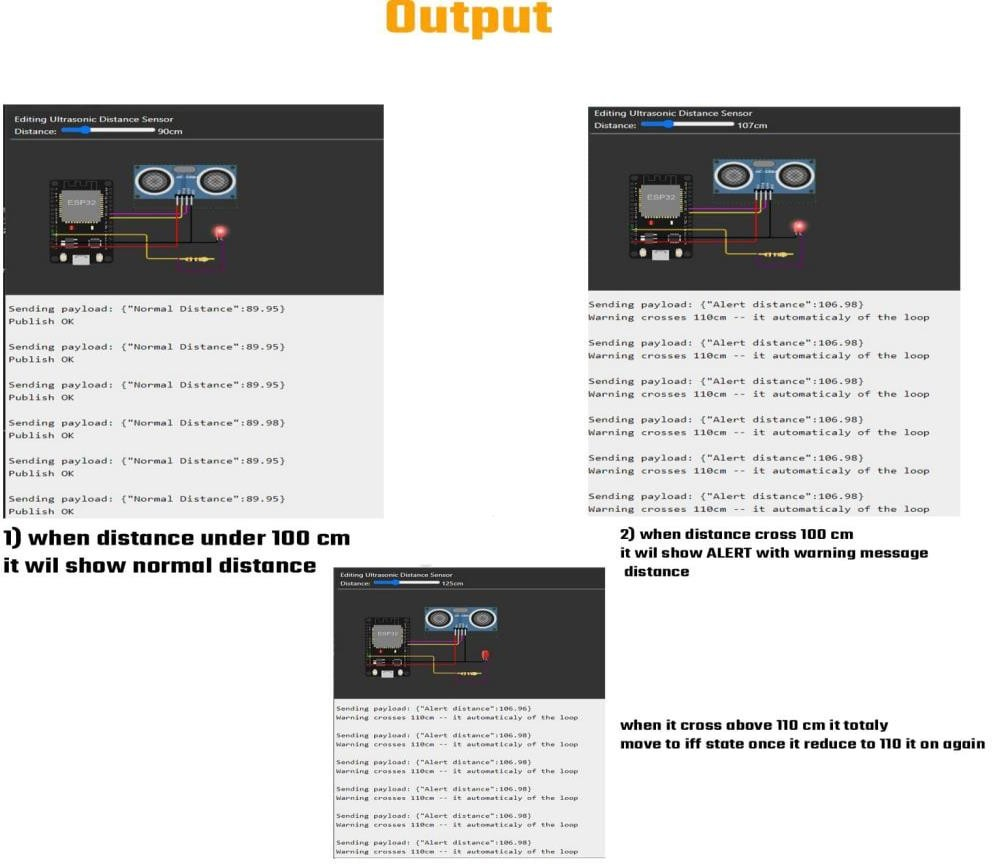 Output
Editing Ultrasonic Distance Sensor
Distance: 90cm
ESP32
Sending payload: {"Normal Distance":89.95}
Publish OK
Sending payload: {"Normal Distance":89.95}
Publish OK
Sending payload: {"Normal Distance":89.95}
Publish OK
Sending payload: {"Normal Distance":89.98}
Publish OK
Sending payload: {"Normal Distance":89.95}
Publish OK
Sending payload: {"Normal Distance":89.95}
Publish OK
1) when distance under 100 cm
it wil show normal distance
Editing Ultrasonic Distance Sensor
Distance: 107cm
ESP32
Sending payload: {"Alert distance":106.98}
Warning crosses 110cm -- it automaticaly of the loop
Sending payload: {"Alert distance":106.98}
Warning crosses 110cm -- it automaticaly of the loop
Sending payload: {"Alert distance":106.98}
Warning crosses 110cm -- it automaticaly of the loop
Sending payload: {"Alert distance":106.98}
Warning crosses 110cm -- it automaticaly of the loop
Sending payload: {"Alert distance":106.98}
Warning crosses 110cm -- it automaticaly of the loop
Sending payload: {"Alert distance":106.98}
Warning crosses 110cm -- it automaticaly of the loop
2) when distance cross 100 cm
it wil show ALERT with warning message
distance
Editing Ultrasonic Distance Sensor
Distance: 125cm
ESP32
Sending payload: {"Alert distance":106.96}
Warning crosses 110cm -- it automaticaly of the loop
Sending payload: {"Alert distance":106.98}
Warning crosses 110cm -- it automaticaly of the loop
Sending payload: {"Alert distance":106.98}
Warning crosses 110cm -- it automaticaly of the loop
Sending payload: {"Alert distance":106.98}
Warning crosses 110cm -- it automaticaly of the loop
Sending payload: {"Alert distance":106.98}
Warning crosses 110cm -- it automaticaly of the loop
Sending payload: {"Alert distance":106.98}
Warning crosses 110cm -- it automaticaly of the loop
when it cross above 110 cm it totaly
move to iff state once it reduce to 110 it on again